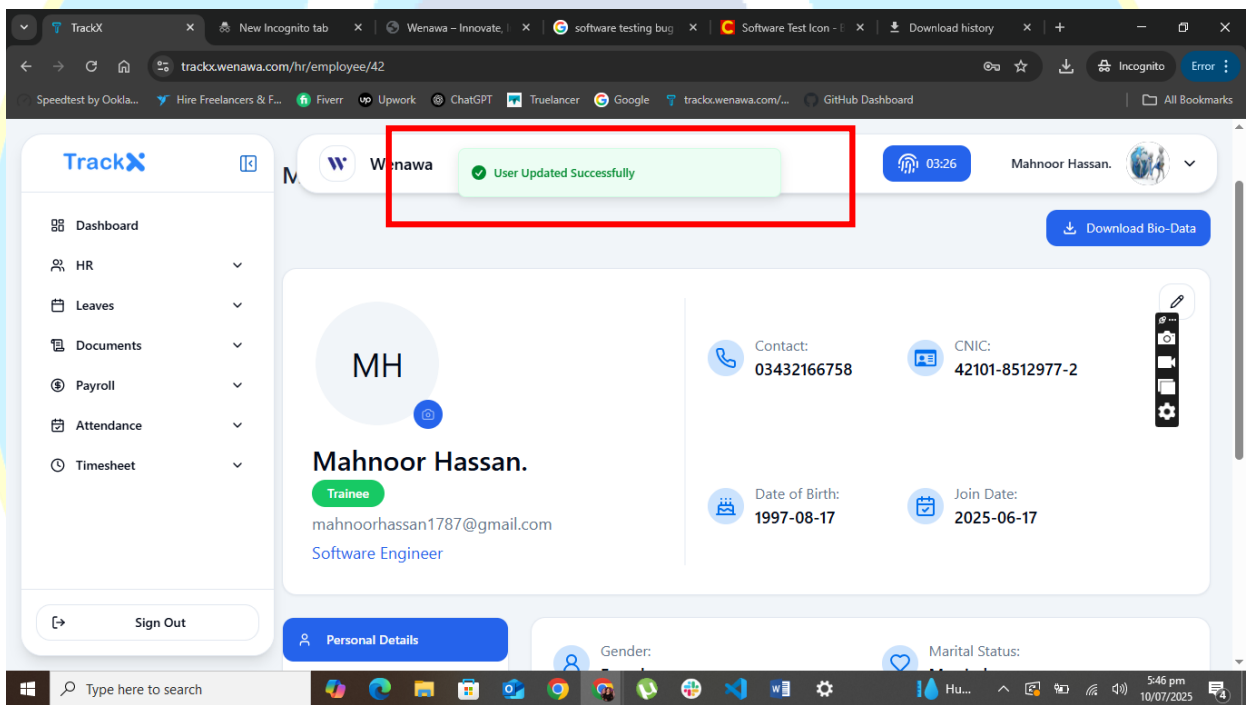 TrackX
New Incognito tab
Wenawa – Innovate,
software testing bug
Software Test Icon -
Download history
trackx.wenawa.com/hr/employee/42
Incognito
Error
Speedtest by Ookla...
Hire Freelancers & F...
Fiverr
Upwork
ChatGPT
Truelancer
Google
trackx.wenawa.com/...
GitHub Dashboard
All Bookmarks
TrackX
Wenawa
User Updated Successfully
03:26
Mahnoor Hassan.
Download Bio-Data
Dashboard
HR
Leaves
Documents
Payroll
Attendance
Timesheet
Sign Out
MH
Mahnoor Hassan.
Trainee
mahnoorhassan1787@gmail.com
Software Engineer
Contact:
03432166758
CNIC:
42101-8512977-2
Date of Birth:
1997-08-17
Join Date:
2025-06-17
Personal Details
Gender:
Marital Status:
Type here to search
Hu...
5:46 pm
10/07/2025
4